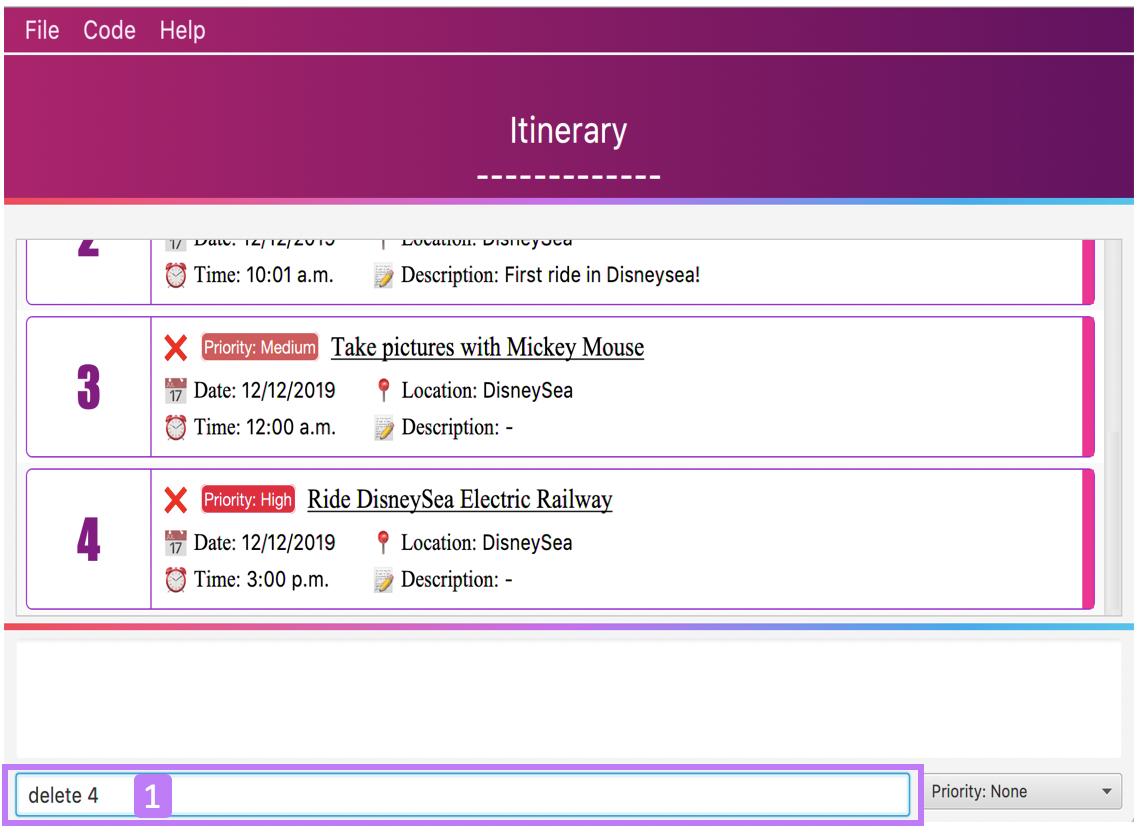 File Code Help
Itinerary
-------------
2
17 Date: 12/12/2019 Location: DisneySea
Time: 10:01 a.m. Description: First ride in Disneysea!
3
Priority: Medium Take pictures with Mickey Mouse
17 Date: 12/12/2019 Location: DisneySea
Time: 12:00 a.m. Description: -
4
Priority: High Ride DisneySea Electric Railway
17 Date: 12/12/2019 Location: DisneySea
Time: 3:00 p.m. Description: -
delete 4 1 Priority: None